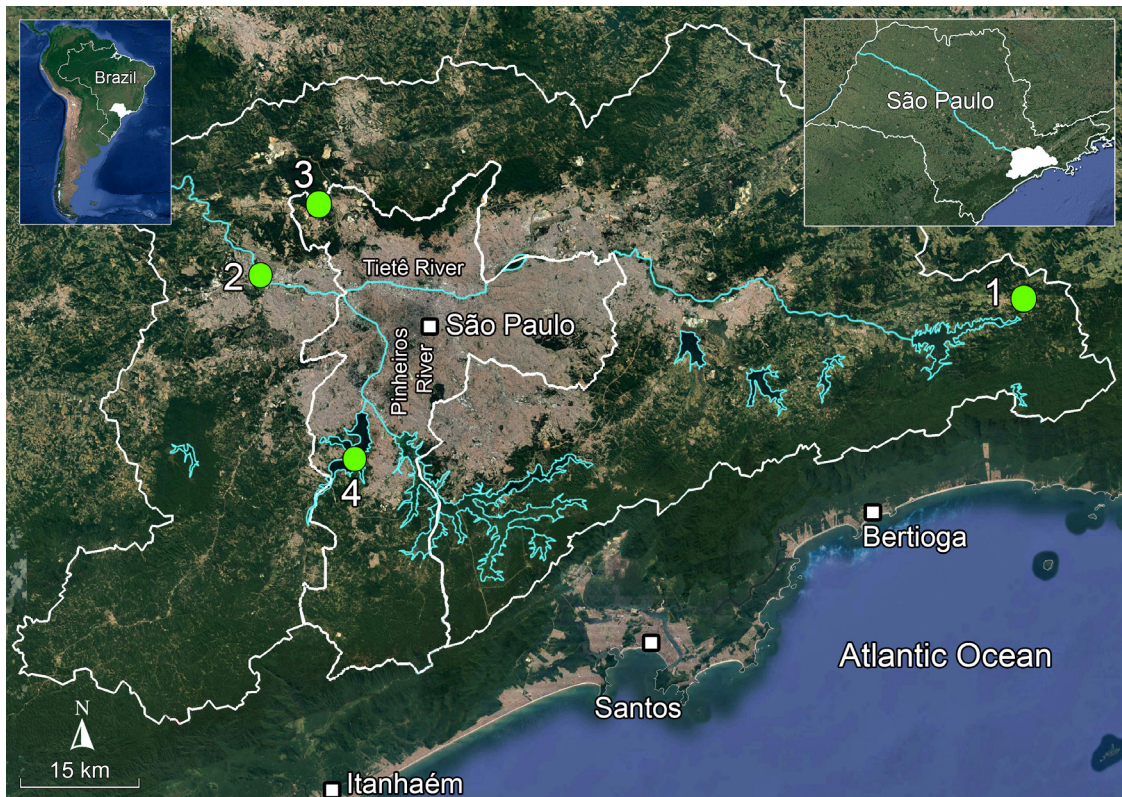 Brazil
São Paulo
3
2
Tietê River
1
São Paulo
Pinheiros
River
4
Bertioga
Atlantic Ocean
Santos
N
15 km
Itanhaém